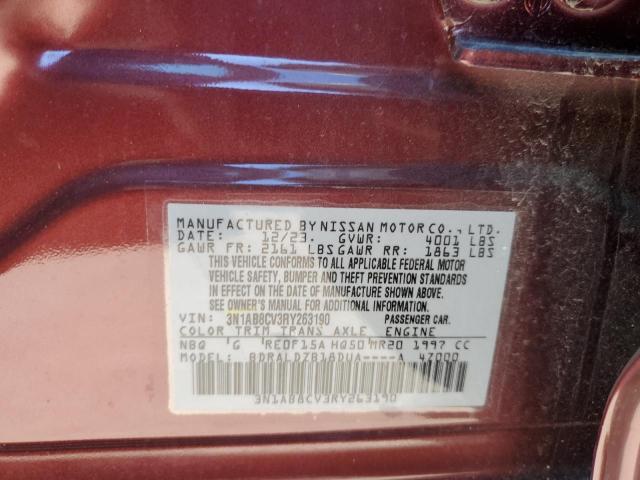 MANUFACTURED BY NISSAN MOTOR CO., LTD.
DATE: 12/23. GVWR: 4001 LBS
GAWR FR: 2161 LBS GAWR RR: 1863 LBS
THIS VEHICLE CONFORMS TO ALL APPLICABLE FEDERAL MOTOR
VEHICLE SAFETY, BUMPER AND THEFT PREVENTION STANDARDS
IN EFFECT ON THE DATE OF MANUFACTURE SHOWN ABOVE.
SEE OWNER'S MANUAL FOR ADDITIONAL INFORMATION.
VIN: 3N1AB8CV3RY263190 PASSENGER CAR.
COLOR TRIM TRANS AXLE ENGINE
NBQ G RE0F15A HQ50 MR20 1997 CC
MODEL: BDRALDZB18DUA----A 47000
3N1AB8CV3RY263190